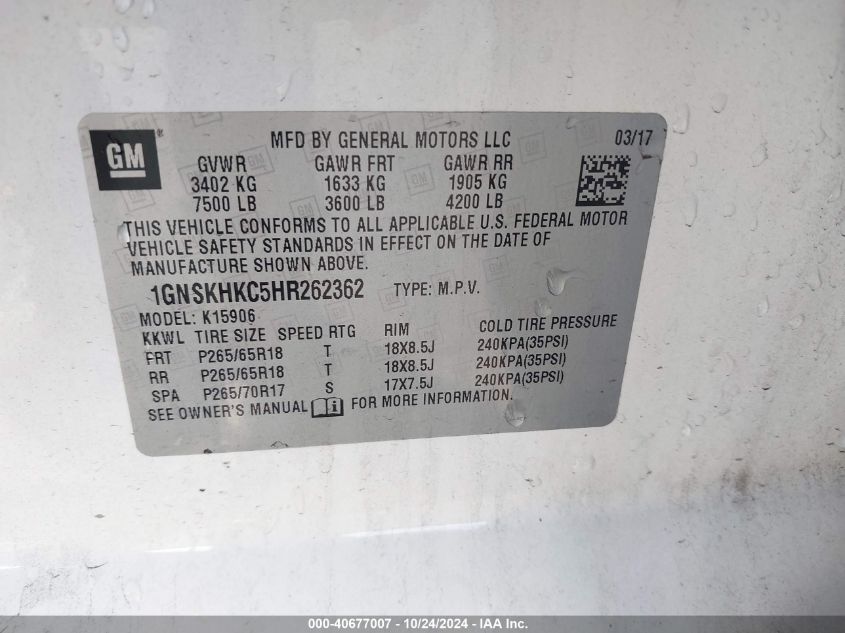 GM
MFD BY GENERAL MOTORS LLC 03/17
GVWR GAWR FRT GAWR RR
3402 KG 1633 KG 1905 KG
7500 LB 3600 LB 4200 LB
THIS VEHICLE CONFORMS TO ALL APPLICABLE U.S. FEDERAL MOTOR
VEHICLE SAFETY STANDARDS IN EFFECT ON THE DATE OF
MANUFACTURE SHOWN ABOVE.
1GNSKHKC5HR262362 TYPE: M.P.V.
MODEL: K15906
KKWL TIRE SIZE SPEED RTG RIM COLD TIRE PRESSURE
FRT P265/65R18 T 18X8.5J 240KPA(35PSI)
RR P265/65R18 T 18X8.5J 240KPA(35PSI)
SPA P265/70R17 S 17X7.5J 240KPA(35PSI)
SEE OWNER'S MANUAL FOR MORE INFORMATION.
000-40677007 - 10/24/2024 - IAA Inc.